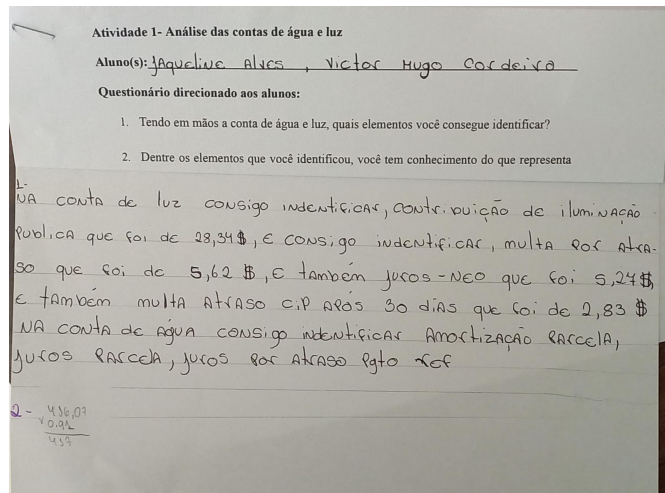 Atividade 1- Análise das contas de água e luz
Aluno(s): Jaqueline Alves, Victor Hugo Cordeiro
Questionário direcionado aos alunos:
1. Tendo em mãos a conta de água e luz, quais elementos você consegue identificar?
2. Dentre os elementos que você identificou, você tem conhecimento do que representa
1-
NA CONTA de luz CONSigo INdeNtificAr, CONtribuição de ilumiNAÇÃO
Publica que foi de 28,34$, E CONSigo iNdeNtificAr, multA POr AtrA-
SO que foi de 5,62 $, E tAmbém juros-NEO que foi 5,24$,
E tAmbém multA AtrASO CIP APÓS 30 diAS que foi de 2,83 $
NA CONTA de ÁguA CONSigo iNdeNtificAr AmortizAÇÃO PArcelA,
juros PArcelA, juros POr AtrASO Pgto ref
2- 436,07
× 0.92
437